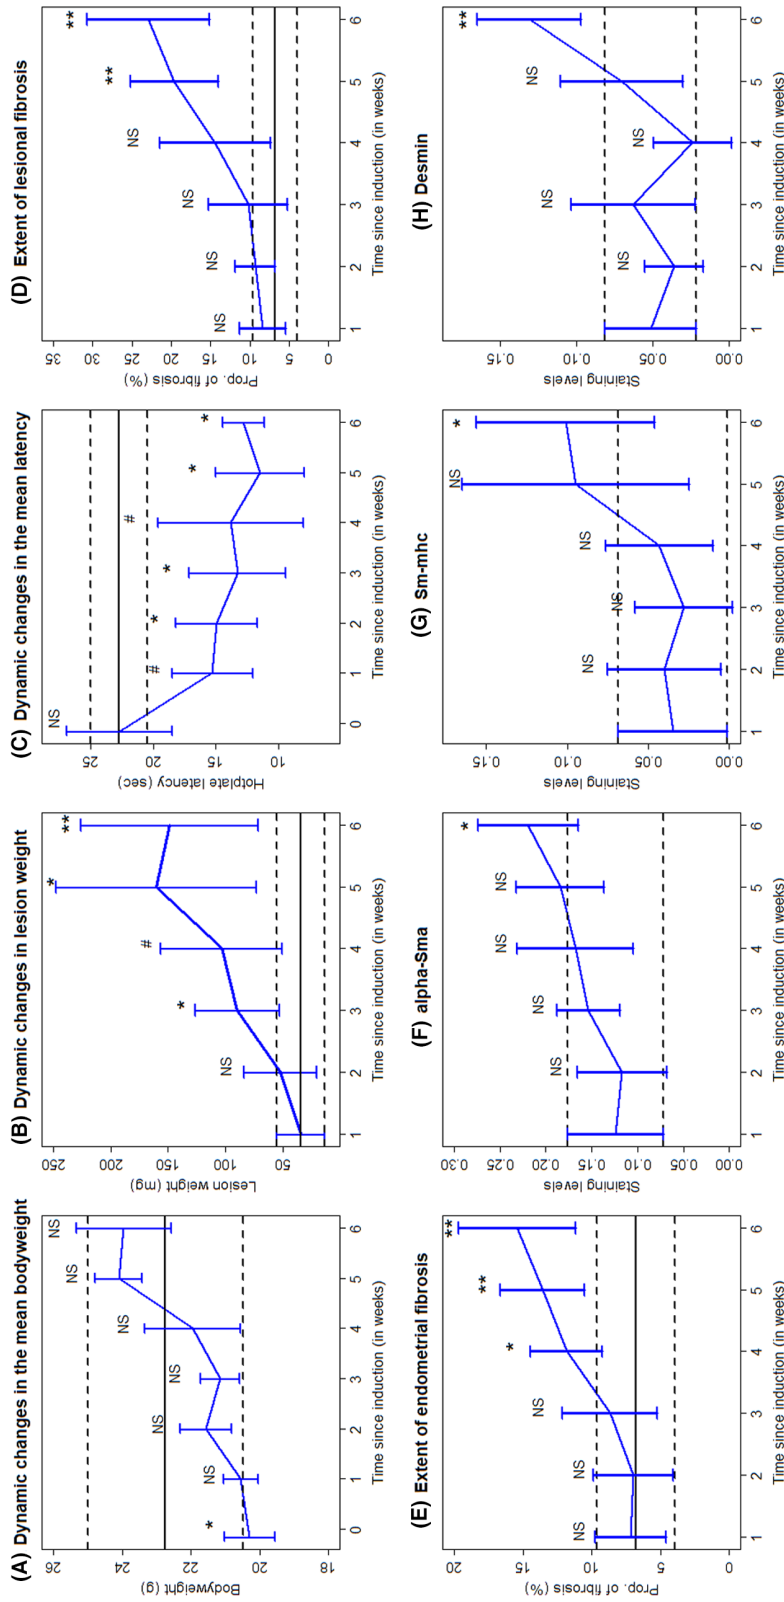 (A) Dynamic changes in the mean bodyweight
Bodyweight (g)
26
24
22
20
18
*
NS
NS
NS
NS
NS
NS
0 1 2 3 4 5 6
Time since induction (in weeks)
(B) Dynamic changes in lesion weight
Lesion weight (mg)
250
200
150
100
50
NS
*
#
*
**
1 2 3 4 5 6
Time since induction (in weeks)
(C) Dynamic changes in the mean latency
Hotplate latency (sec)
25
20
15
10
NS
#
*
*
#
*
*
0 1 2 3 4 5 6
Time since induction (in weeks)
(D) Extent of lesional fibrosis
Prop. of fibrosis (%)
35
30
25
20
15
10
5
0
NS
NS
NS
NS
**
**
1 2 3 4 5 6
Time since induction (in weeks)
(E) Extent of endometrial fibrosis
Prop. of fibrosis (%)
20
15
10
5
0
NS
NS
NS
*
**
**
1 2 3 4 5 6
Time since induction (in weeks)
(F) alpha-Sma
Staining levels
0.30
0.25
0.20
0.15
0.10
0.05
0.00
NS
NS
NS
NS
*
1 2 3 4 5 6
Time since induction (in weeks)
(G) Sm-mhc
Staining levels
0.15
0.10
0.05
0.00
NS
NS
NS
NS
*
1 2 3 4 5 6
Time since induction (in weeks)
(H) Desmin
Staining levels
0.15
0.10
0.05
0.00
NS
NS
NS
NS
**
1 2 3 4 5 6
Time since induction (in weeks)